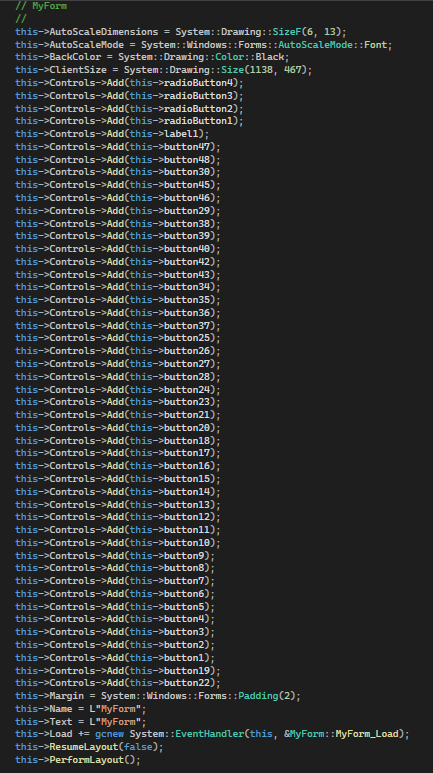 // MyForm
//
this->AutoScaleDimensions = System::Drawing::SizeF(6, 13);
this->AutoScaleMode = System::Windows::Forms::AutoScaleMode::Font;
this->BackColor = System::Drawing::Color::Black;
this->ClientSize = System::Drawing::Size(1138, 467);
this->Controls->Add(this->radioButton4);
this->Controls->Add(this->radioButton3);
this->Controls->Add(this->radioButton2);
this->Controls->Add(this->radioButton1);
this->Controls->Add(this->label1);
this->Controls->Add(this->button47);
this->Controls->Add(this->button48);
this->Controls->Add(this->button30);
this->Controls->Add(this->button45);
this->Controls->Add(this->button46);
this->Controls->Add(this->button29);
this->Controls->Add(this->button38);
this->Controls->Add(this->button39);
this->Controls->Add(this->button40);
this->Controls->Add(this->button42);
this->Controls->Add(this->button43);
this->Controls->Add(this->button34);
this->Controls->Add(this->button35);
this->Controls->Add(this->button36);
this->Controls->Add(this->button37);
this->Controls->Add(this->button25);
this->Controls->Add(this->button26);
this->Controls->Add(this->button27);
this->Controls->Add(this->button28);
this->Controls->Add(this->button24);
this->Controls->Add(this->button23);
this->Controls->Add(this->button21);
this->Controls->Add(this->button20);
this->Controls->Add(this->button18);
this->Controls->Add(this->button17);
this->Controls->Add(this->button16);
this->Controls->Add(this->button15);
this->Controls->Add(this->button14);
this->Controls->Add(this->button13);
this->Controls->Add(this->button12);
this->Controls->Add(this->button11);
this->Controls->Add(this->button10);
this->Controls->Add(this->button9);
this->Controls->Add(this->button8);
this->Controls->Add(this->button7);
this->Controls->Add(this->button6);
this->Controls->Add(this->button5);
this->Controls->Add(this->button4);
this->Controls->Add(this->button3);
this->Controls->Add(this->button2);
this->Controls->Add(this->button1);
this->Controls->Add(this->button19);
this->Controls->Add(this->button22);
this->Margin = System::Windows::Forms::Padding(2);
this->Name = L"MyForm";
this->Text = L"MyForm";
this->Load += gcnew System::EventHandler(this, &MyForm::MyForm_Load);
this->ResumeLayout(false);
this->PerformLayout();